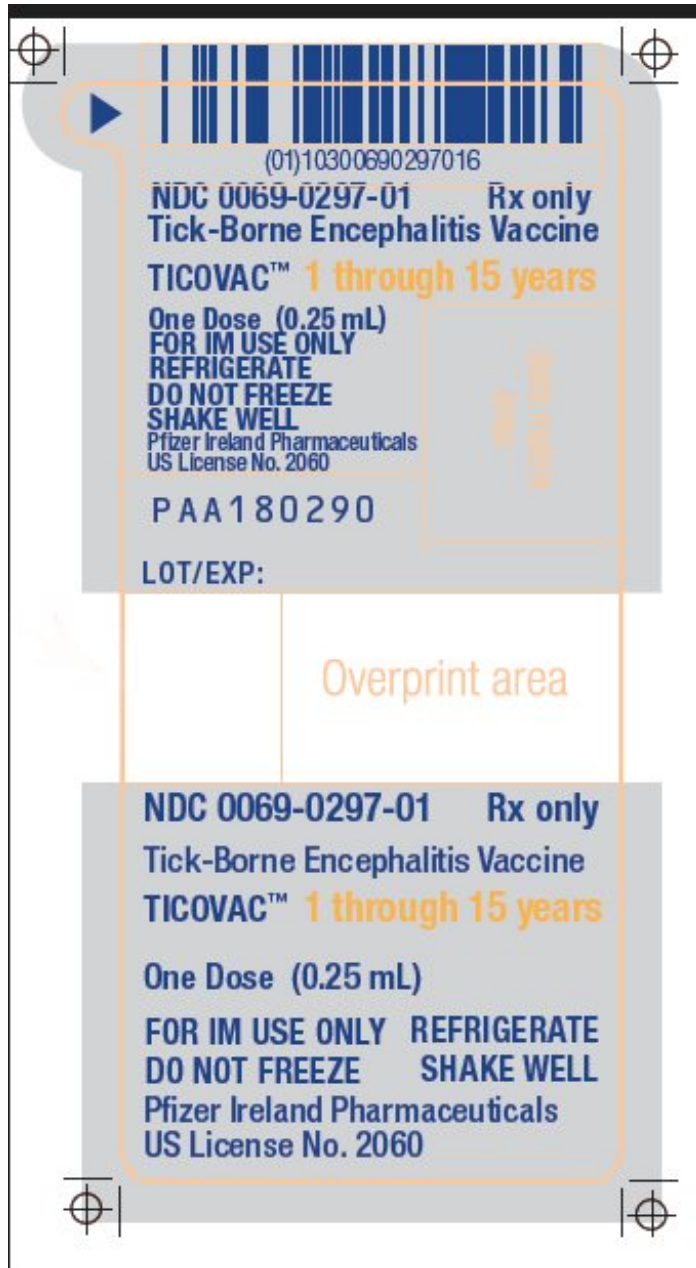 (01)10300690297016
NDC 0069-0297-01 Rx only
Tick-Borne Encephalitis Vaccine
TICOVAC™ 1 through 15 years
One Dose (0.25 mL)
FOR IM USE ONLY
REFRIGERATE
DO NOT FREEZE
SHAKE WELL
Pfizer Ireland Pharmaceuticals
US License No. 2060
PAA180290
LOT/EXP:
Overprint area
NDC 0069-0297-01 Rx only
Tick-Borne Encephalitis Vaccine
TICOVAC™ 1 through 15 years
One Dose (0.25 mL)
FOR IM USE ONLY REFRIGERATE
DO NOT FREEZE SHAKE WELL
Pfizer Ireland Pharmaceuticals
US License No. 2060